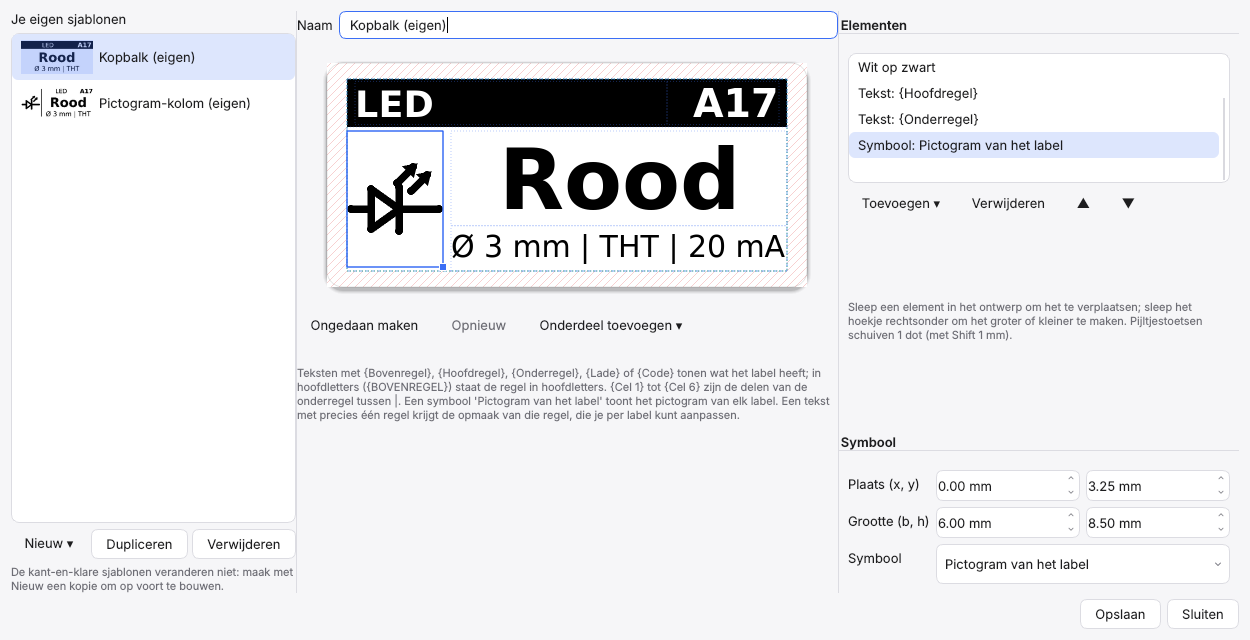 Je eigen sjablonen
LED A17
Rood
Ø 3 mm | THT
Kopbalk (eigen)
LED A17
Rood
Ø 3 mm | THT
Pictogram-kolom (eigen)
Nieuw ▾
Dupliceren
Verwijderen
De kant-en-klare sjablonen veranderen niet: maak met
Nieuw een kopie om op voort te bouwen.
Naam
Kopbalk (eigen)
LED A17
Rood
Ø 3 mm | THT | 20 mA
Ongedaan maken
Opnieuw
Onderdeel toevoegen ▾
Teksten met {Bovenregel}, {Hoofdregel}, {Onderregel}, {Lade} of {Code} tonen wat het label heeft; in
hoofdletters ({BOVENREGEL}) staat de regel in hoofdletters. {Cel 1} tot {Cel 6} zijn de delen van de
onderregel tussen |. Een symbool 'Pictogram van het label' toont het pictogram van elk label. Een tekst
met precies één regel krijgt de opmaak van die regel, die je per label kunt aanpassen.
Elementen
Wit op zwart
Tekst: {Hoofdregel}
Tekst: {Onderregel}
Symbool: Pictogram van het label
Toevoegen ▾
Verwijderen
▲
▼
Sleep een element in het ontwerp om het te verplaatsen; sleep het
hoekje rechtsonder om het groter of kleiner te maken. Pijltjestoetsen
schuiven 1 dot (met Shift 1 mm).
Symbool
Plaats (x, y) 0.00 mm 3.25 mm
Grootte (b, h) 6.00 mm 8.50 mm
Symbool Pictogram van het label
Opslaan
Sluiten